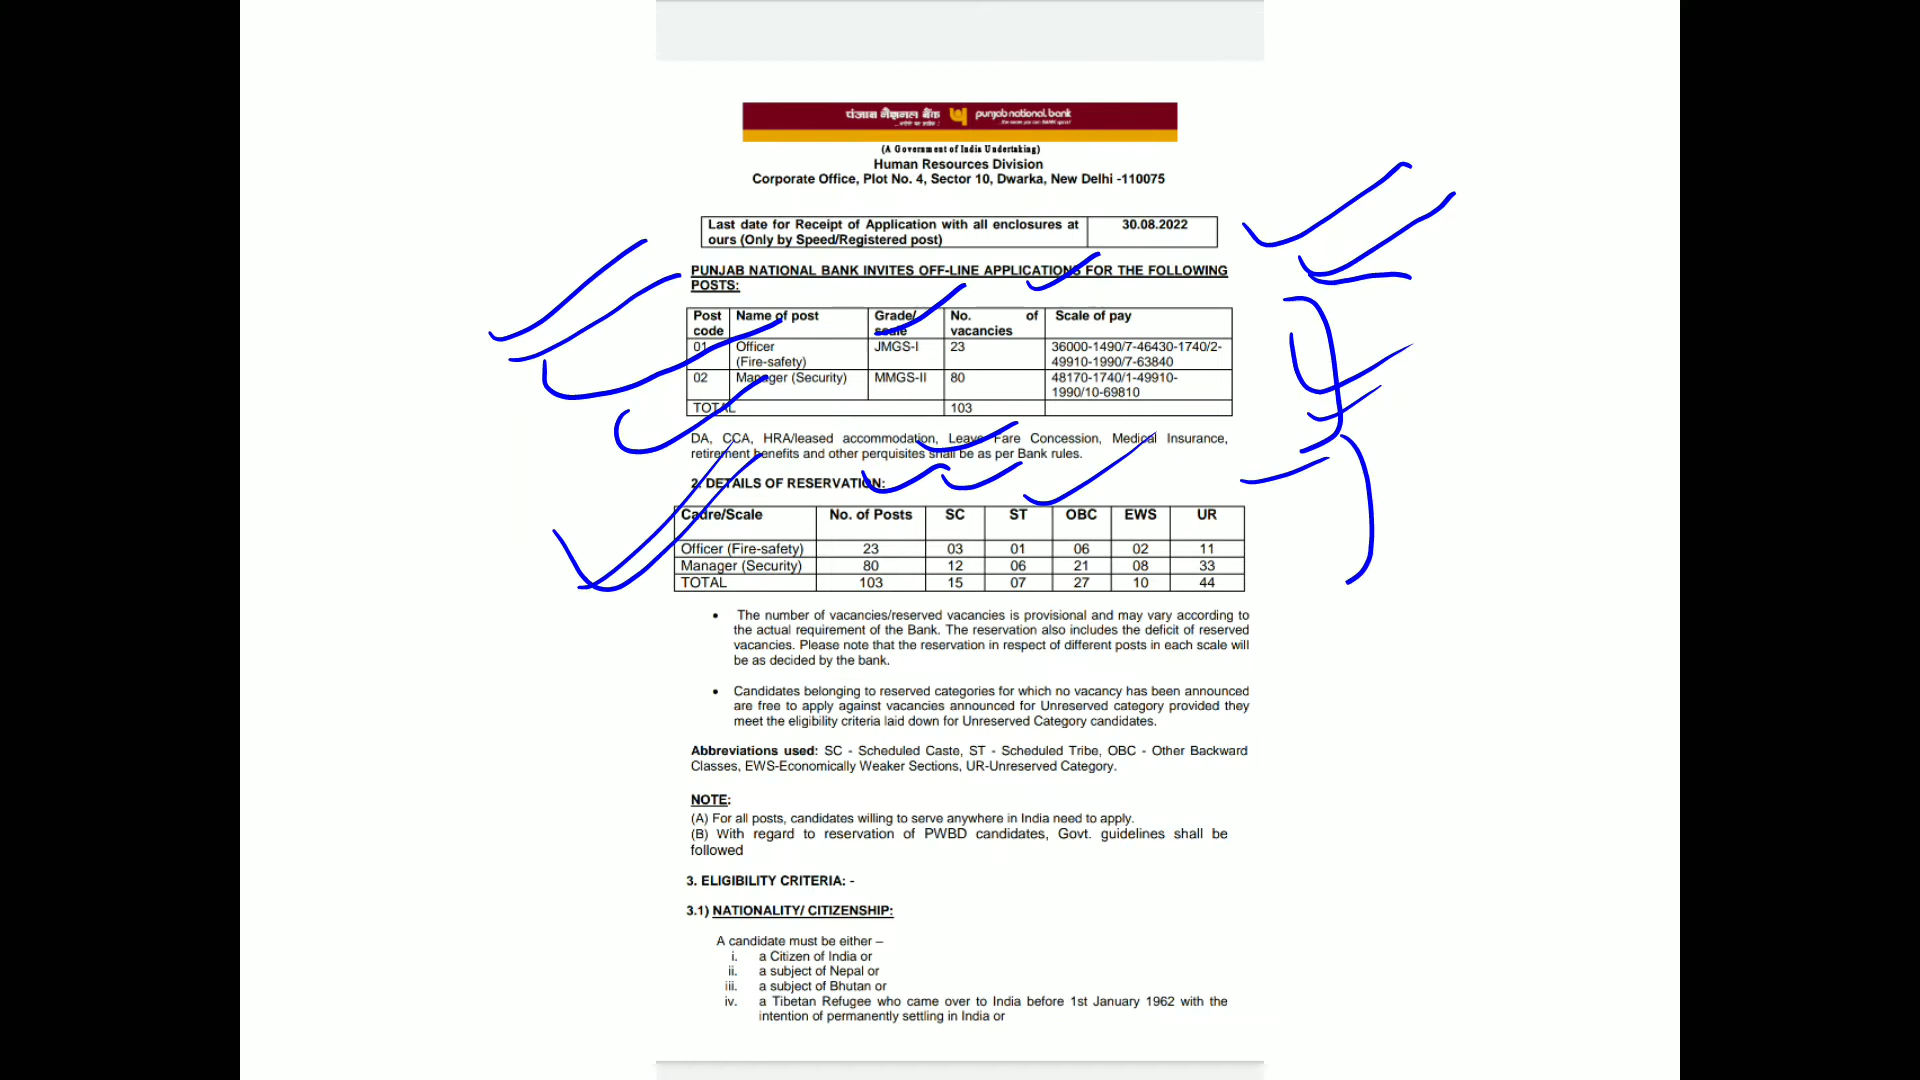 पंजाब नैशनल बैंक punjab national bank
(A Government of India Undertaking)
Human Resources Division
Corporate Office, Plot No. 4, Sector 10, Dwarka, New Delhi -110075
Last date for Receipt of Application with all enclosures at 30.08.2022
ours (Only by Speed/Registered post)
PUNJAB NATIONAL BANK INVITES OFF-LINE APPLICATIONS FOR THE FOLLOWING
POSTS:
Post Name of post Grade/ No. of Scale of pay
code scale vacancies
01 Officer JMGS-I 23 36000-1490/7-46430-1740/2-
(Fire-safety) 49910-1990/7-63840
02 Manager (Security) MMGS-II 80 48170-1740/1-49910-
1990/10-69810
TOTAL 103
DA, CCA, HRA/leased accommodation, Leave Fare Concession, Medical Insurance,
retirement benefits and other perquisites shall be as per Bank rules.
2. DETAILS OF RESERVATION:
Cadre/Scale No. of Posts SC ST OBC EWS UR
Officer (Fire-safety) 23 03 01 06 02 11
Manager (Security) 80 12 06 21 08 33
TOTAL 103 15 07 27 10 44
• The number of vacancies/reserved vacancies is provisional and may vary according to
the actual requirement of the Bank. The reservation also includes the deficit of reserved
vacancies. Please note that the reservation in respect of different posts in each scale will
be as decided by the bank.
• Candidates belonging to reserved categories for which no vacancy has been announced
are free to apply against vacancies announced for Unreserved category provided they
meet the eligibility criteria laid down for Unreserved Category candidates.
Abbreviations used: SC - Scheduled Caste, ST - Scheduled Tribe, OBC - Other Backward
Classes, EWS-Economically Weaker Sections, UR-Unreserved Category.
NOTE:
(A) For all posts, candidates willing to serve anywhere in India need to apply.
(B) With regard to reservation of PWBD candidates, Govt. guidelines shall be
followed
3. ELIGIBILITY CRITERIA: -
3.1) NATIONALITY/ CITIZENSHIP:
A candidate must be either –
i. a Citizen of India or
ii. a subject of Nepal or
iii. a subject of Bhutan or
iv. a Tibetan Refugee who came over to India before 1st January 1962 with the
intention of permanently settling in India or